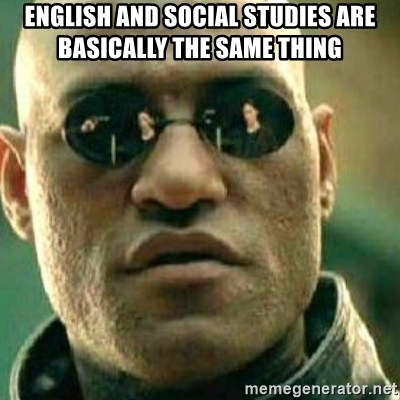 ENGLISH AND SOCIAL STUDIES ARE
BASICALLY THE SAME THING
memegenerator.net